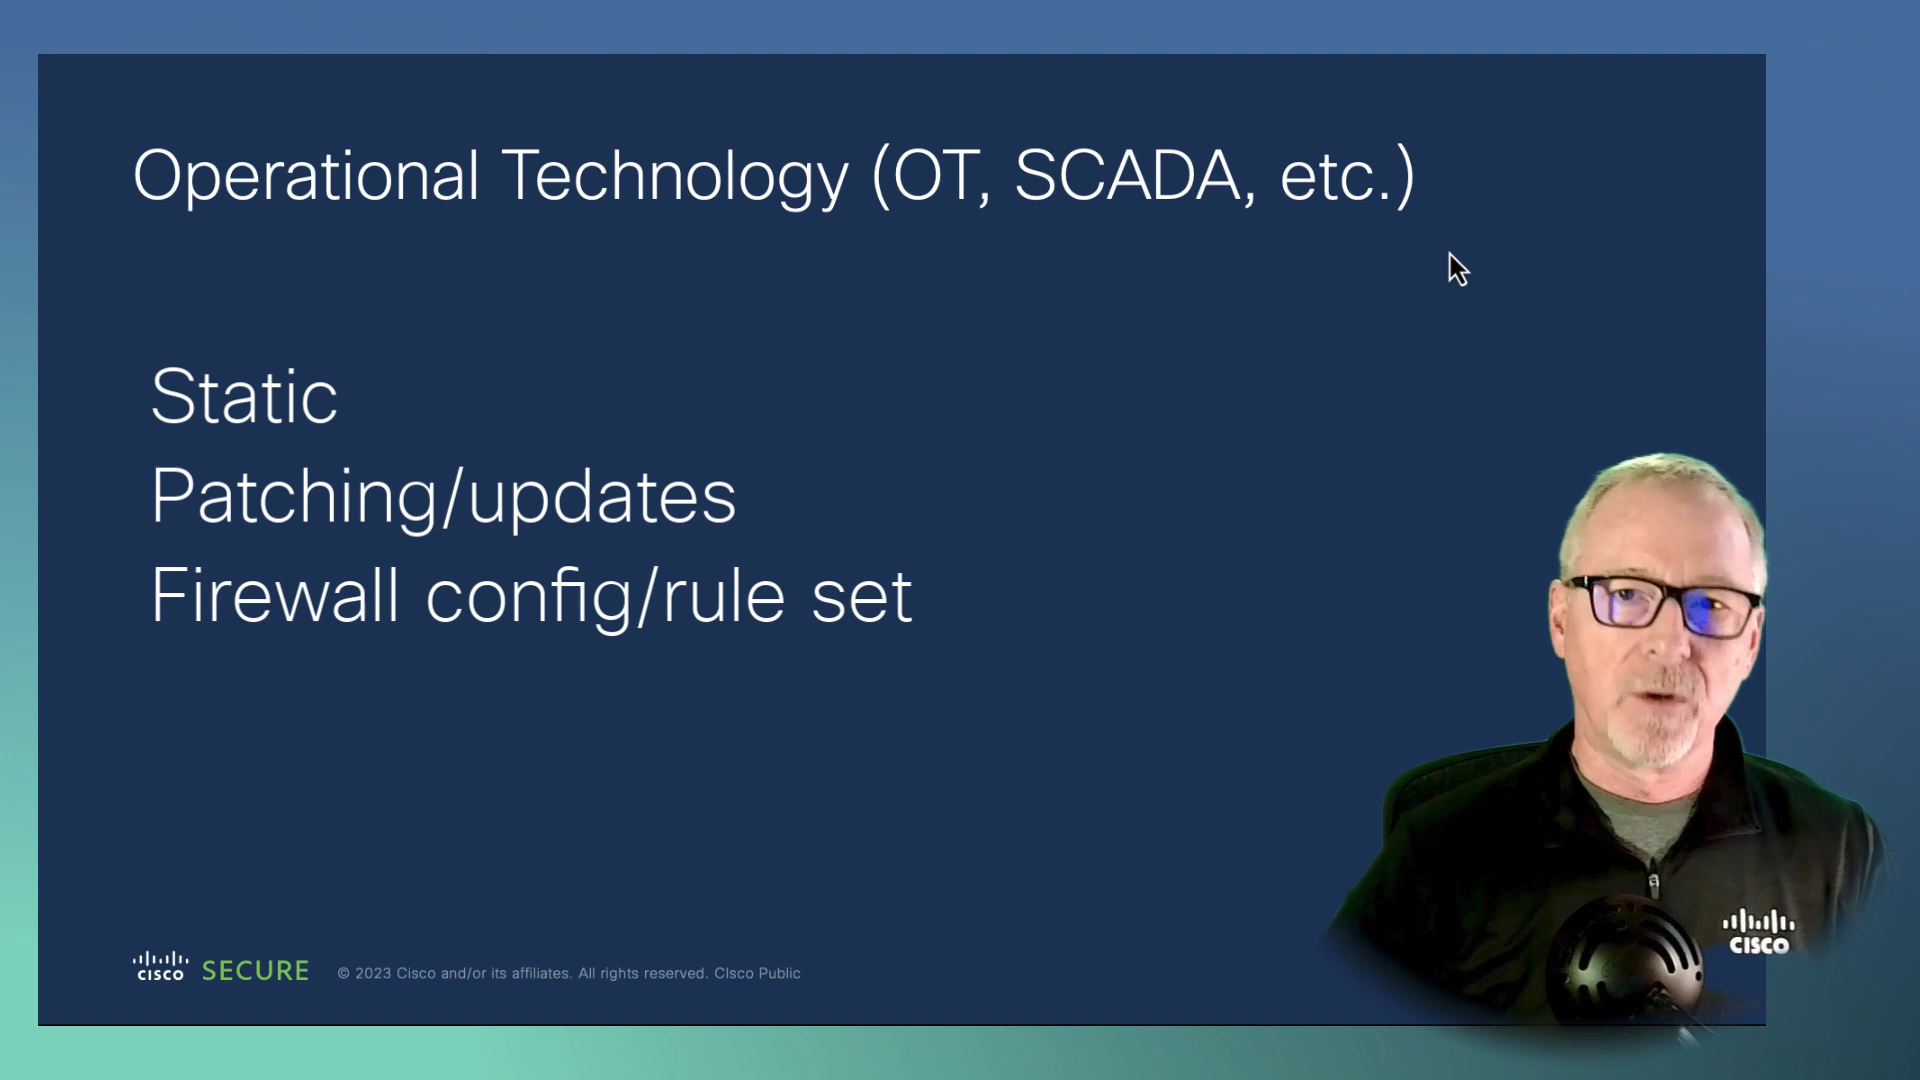 Operational Technology (OT, SCADA, etc.)
Static
Patching/updates
Firewall config/rule set
CISCO SECURE © 2023 Cisco and/or its affiliates. All rights reserved. CIsco Public
CISCO